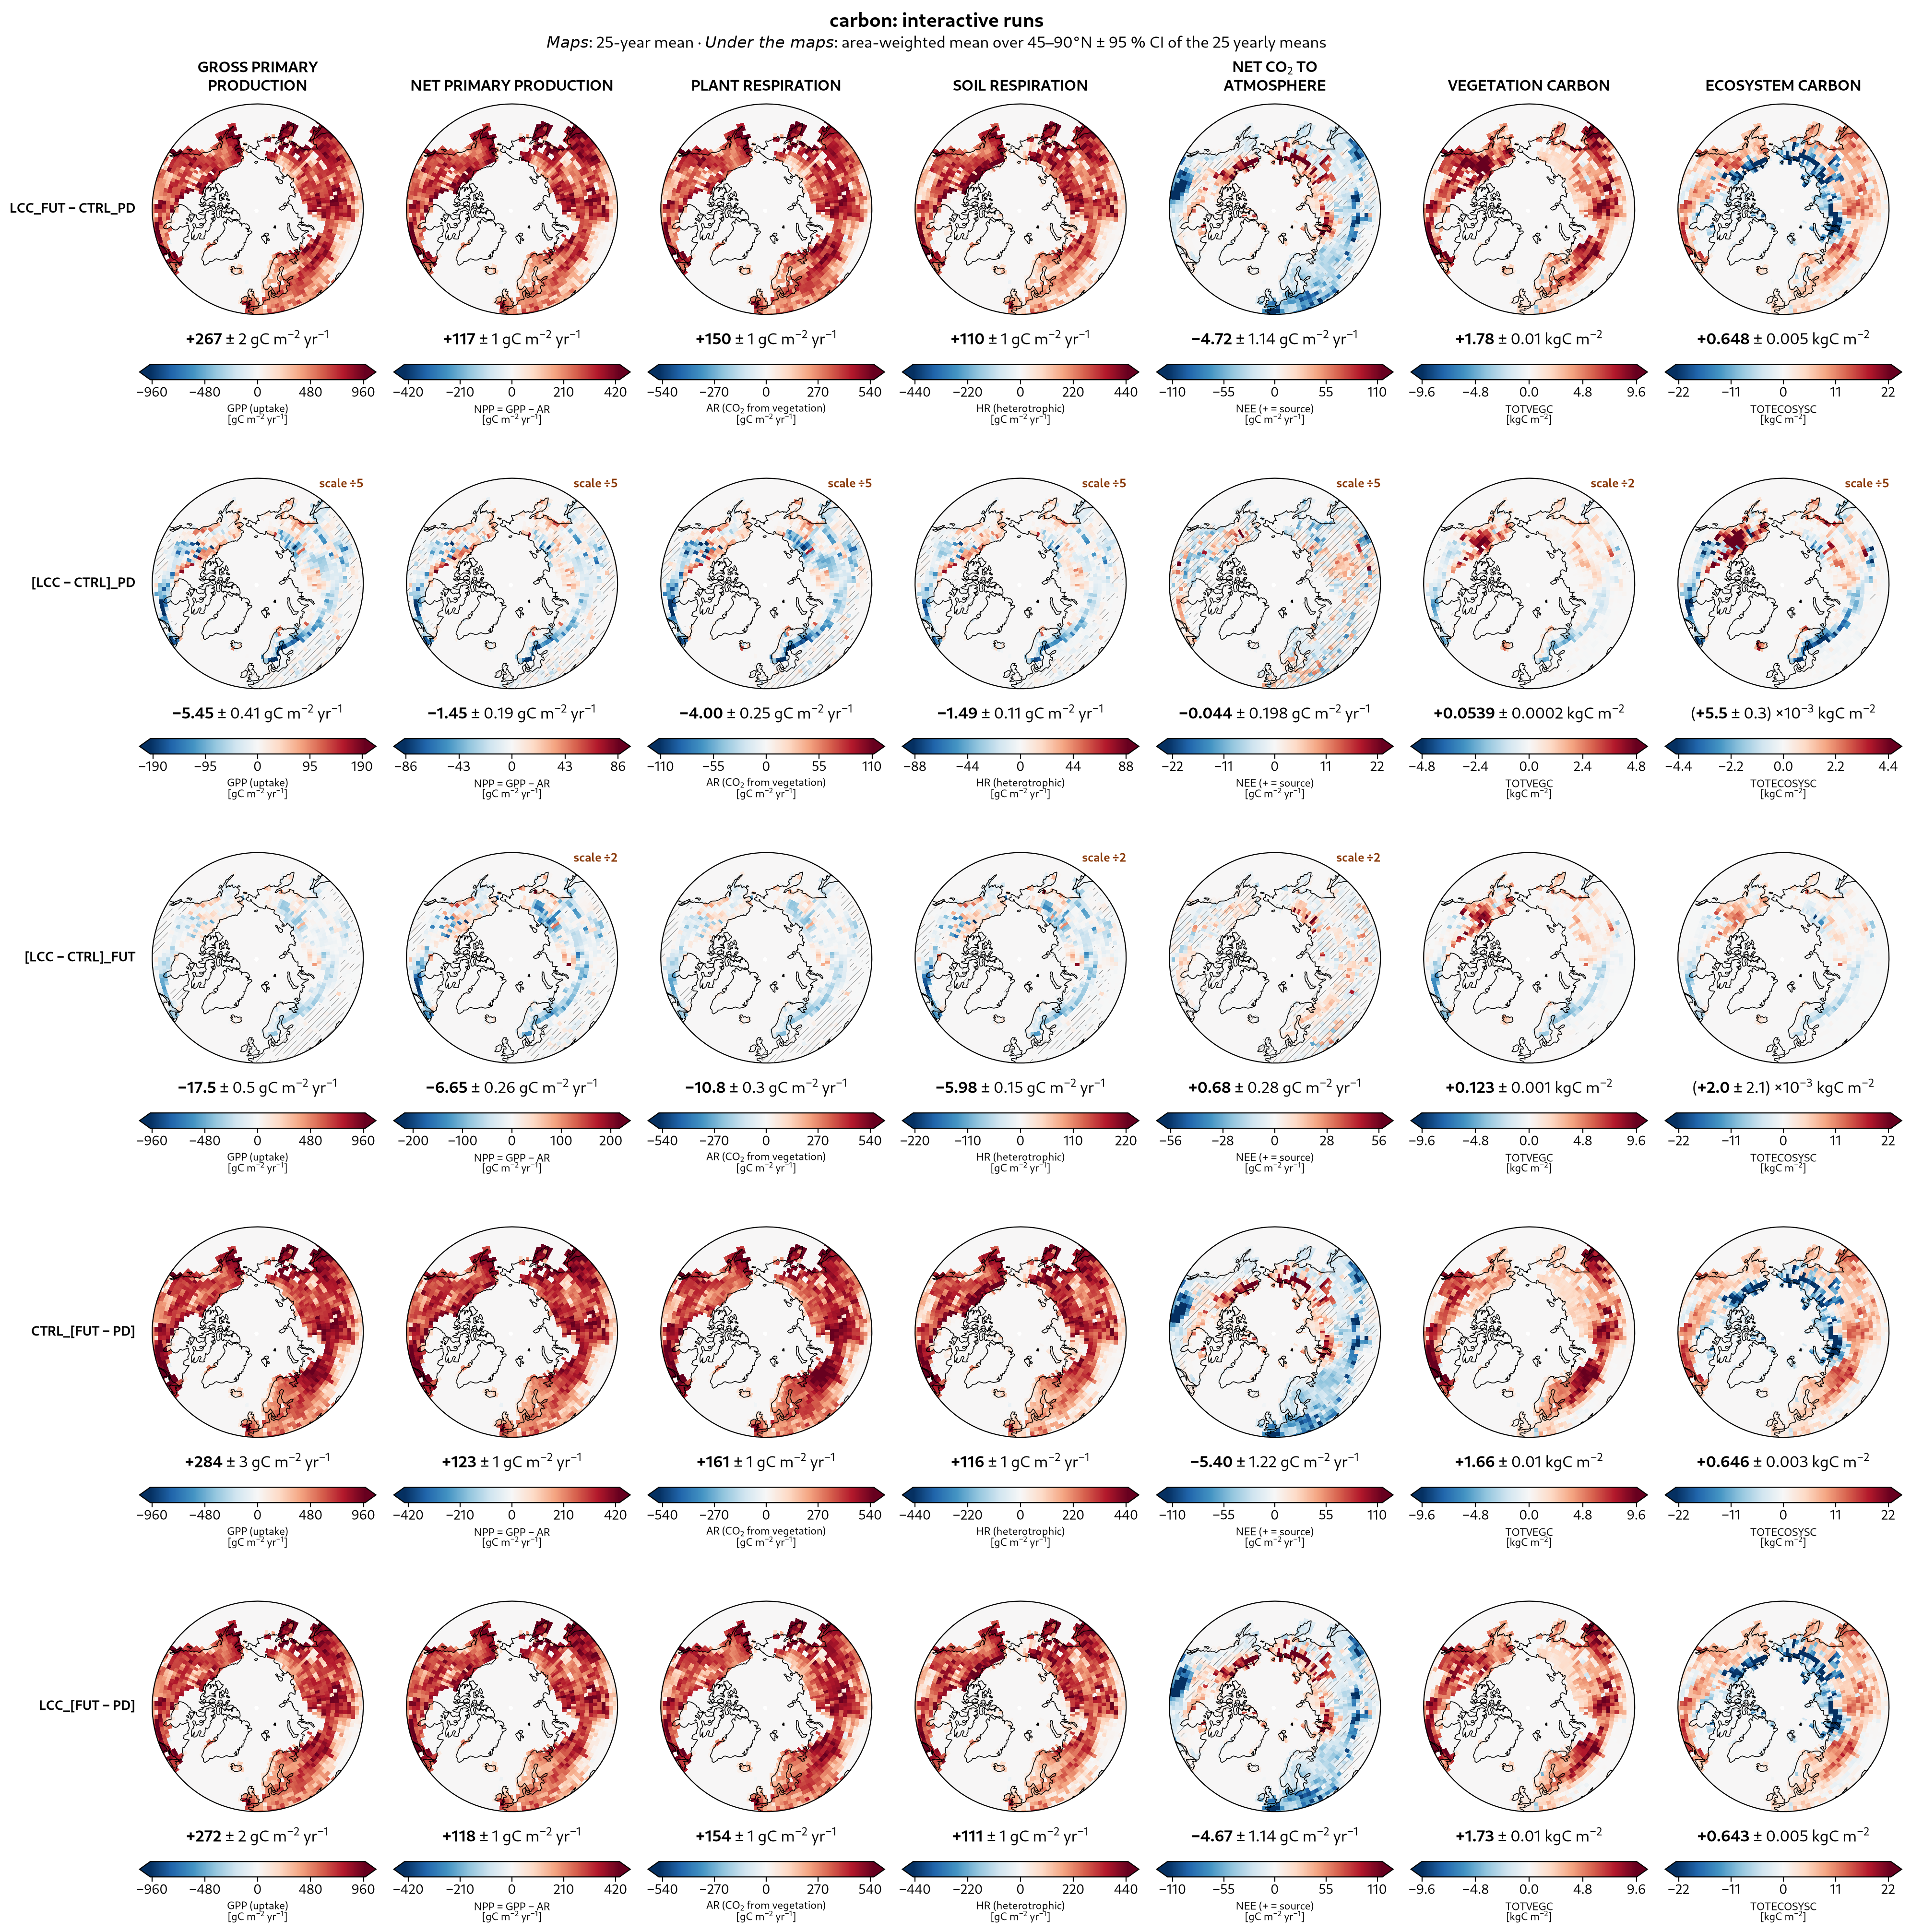 carbon: interactive runs
Maps: 25-year mean · Under the maps: area-weighted mean over 45–90°N ± 95 % CI of the 25 yearly means
GROSS PRIMARY
PRODUCTION
NET PRIMARY PRODUCTION
PLANT RESPIRATION
SOIL RESPIRATION
NET CO₂ TO
ATMOSPHERE
VEGETATION CARBON
ECOSYSTEM CARBON
LCC_FUT − CTRL_PD
+267 ± 2 gC m⁻² yr⁻¹
+117 ± 1 gC m⁻² yr⁻¹
+150 ± 1 gC m⁻² yr⁻¹
+110 ± 1 gC m⁻² yr⁻¹
−4.72 ± 1.14 gC m⁻² yr⁻¹
+1.78 ± 0.01 kgC m⁻²
+0.648 ± 0.005 kgC m⁻²
−960 −480 0 480 960
−420 −210 0 210 420
−540 −270 0 270 540
−440 −220 0 220 440
−110 −55 0 55 110
−9.6 −4.8 0.0 4.8 9.6
−22 −11 0 11 22
GPP (uptake)
[gC m⁻² yr⁻¹]
NPP = GPP − AR
[gC m⁻² yr⁻¹]
AR (CO₂ from vegetation)
[gC m⁻² yr⁻¹]
HR (heterotrophic)
[gC m⁻² yr⁻¹]
NEE (+ = source)
[gC m⁻² yr⁻¹]
TOTVEGC
[kgC m⁻²]
TOTECOSYSC
[kgC m⁻²]
[LCC − CTRL]_PD
scale ÷5
scale ÷5
scale ÷5
scale ÷5
scale ÷5
scale ÷2
scale ÷5
−5.45 ± 0.41 gC m⁻² yr⁻¹
−1.45 ± 0.19 gC m⁻² yr⁻¹
−4.00 ± 0.25 gC m⁻² yr⁻¹
−1.49 ± 0.11 gC m⁻² yr⁻¹
−0.044 ± 0.198 gC m⁻² yr⁻¹
+0.0539 ± 0.0002 kgC m⁻²
(+5.5 ± 0.3) ×10⁻³ kgC m⁻²
−190 −95 0 95 190
−86 −43 0 43 86
−110 −55 0 55 110
−88 −44 0 44 88
−22 −11 0 11 22
−4.8 −2.4 0.0 2.4 4.8
−4.4 −2.2 0.0 2.2 4.4
GPP (uptake)
[gC m⁻² yr⁻¹]
NPP = GPP − AR
[gC m⁻² yr⁻¹]
AR (CO₂ from vegetation)
[gC m⁻² yr⁻¹]
HR (heterotrophic)
[gC m⁻² yr⁻¹]
NEE (+ = source)
[gC m⁻² yr⁻¹]
TOTVEGC
[kgC m⁻²]
TOTECOSYSC
[kgC m⁻²]
[LCC − CTRL]_FUT
scale ÷2
scale ÷2
scale ÷2
−17.5 ± 0.5 gC m⁻² yr⁻¹
−6.65 ± 0.26 gC m⁻² yr⁻¹
−10.8 ± 0.3 gC m⁻² yr⁻¹
−5.98 ± 0.15 gC m⁻² yr⁻¹
+0.68 ± 0.28 gC m⁻² yr⁻¹
+0.123 ± 0.001 kgC m⁻²
(+2.0 ± 2.1) ×10⁻³ kgC m⁻²
−960 −480 0 480 960
−200 −100 0 100 200
−540 −270 0 270 540
−220 −110 0 110 220
−56 −28 0 28 56
−9.6 −4.8 0.0 4.8 9.6
−22 −11 0 11 22
GPP (uptake)
[gC m⁻² yr⁻¹]
NPP = GPP − AR
[gC m⁻² yr⁻¹]
AR (CO₂ from vegetation)
[gC m⁻² yr⁻¹]
HR (heterotrophic)
[gC m⁻² yr⁻¹]
NEE (+ = source)
[gC m⁻² yr⁻¹]
TOTVEGC
[kgC m⁻²]
TOTECOSYSC
[kgC m⁻²]
CTRL_[FUT − PD]
+284 ± 3 gC m⁻² yr⁻¹
+123 ± 1 gC m⁻² yr⁻¹
+161 ± 1 gC m⁻² yr⁻¹
+116 ± 1 gC m⁻² yr⁻¹
−5.40 ± 1.22 gC m⁻² yr⁻¹
+1.66 ± 0.01 kgC m⁻²
+0.646 ± 0.003 kgC m⁻²
−960 −480 0 480 960
−420 −210 0 210 420
−540 −270 0 270 540
−440 −220 0 220 440
−110 −55 0 55 110
−9.6 −4.8 0.0 4.8 9.6
−22 −11 0 11 22
GPP (uptake)
[gC m⁻² yr⁻¹]
NPP = GPP − AR
[gC m⁻² yr⁻¹]
AR (CO₂ from vegetation)
[gC m⁻² yr⁻¹]
HR (heterotrophic)
[gC m⁻² yr⁻¹]
NEE (+ = source)
[gC m⁻² yr⁻¹]
TOTVEGC
[kgC m⁻²]
TOTECOSYSC
[kgC m⁻²]
LCC_[FUT − PD]
+272 ± 2 gC m⁻² yr⁻¹
+118 ± 1 gC m⁻² yr⁻¹
+154 ± 1 gC m⁻² yr⁻¹
+111 ± 1 gC m⁻² yr⁻¹
−4.67 ± 1.14 gC m⁻² yr⁻¹
+1.73 ± 0.01 kgC m⁻²
+0.643 ± 0.005 kgC m⁻²
−960 −480 0 480 960
−420 −210 0 210 420
−540 −270 0 270 540
−440 −220 0 220 440
−110 −55 0 55 110
−9.6 −4.8 0.0 4.8 9.6
−22 −11 0 11 22
GPP (uptake)
[gC m⁻² yr⁻¹]
NPP = GPP − AR
[gC m⁻² yr⁻¹]
AR (CO₂ from vegetation)
[gC m⁻² yr⁻¹]
HR (heterotrophic)
[gC m⁻² yr⁻¹]
NEE (+ = source)
[gC m⁻² yr⁻¹]
TOTVEGC
[kgC m⁻²]
TOTECOSYSC
[kgC m⁻²]